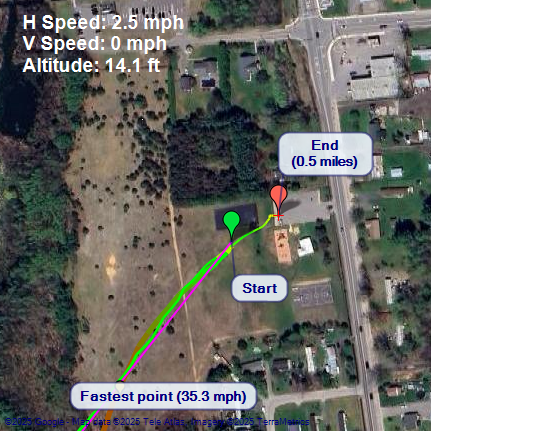 H Speed: 2.5 mph
V Speed: 0 mph
Altitude: 14.1 ft
End
(0.5 miles)
Start
Fastest point (35.3 mph)
©2025 Google - Map data ©2025 Tele Atlas, Imagery ©2025 TerraMetrics